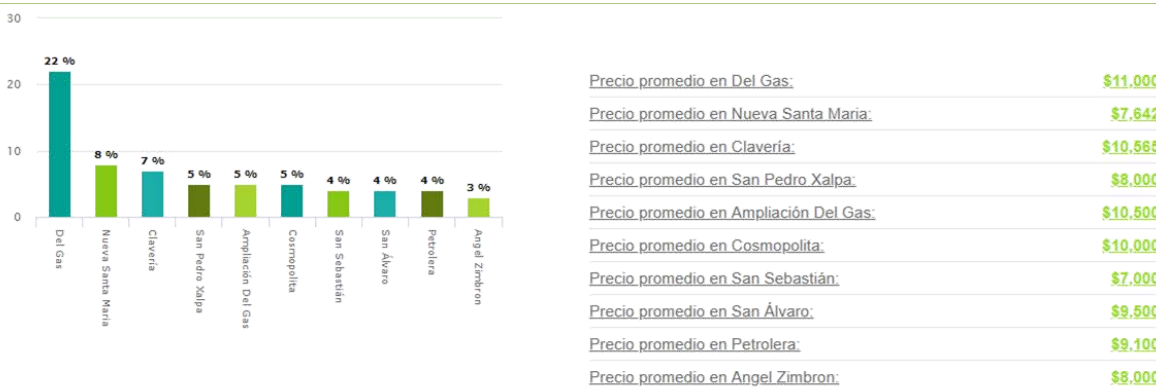 30
20
10
0
22 %
8 %
7 %
5 %
5 %
5 %
4 %
4 %
4 %
3 %
Del Gas
Nueva Santa Maria
Clavería
San Pedro Xalpa
Ampliación Del Gas
Cosmopolita
San Sebastián
San Álvaro
Petrolera
Angel Zimbron
Precio promedio en Del Gas: $11,000
Precio promedio en Nueva Santa Maria: $7,642
Precio promedio en Clavería: $10,565
Precio promedio en San Pedro Xalpa: $8,000
Precio promedio en Ampliación Del Gas: $10,500
Precio promedio en Cosmopolita: $10,000
Precio promedio en San Sebastián: $7,000
Precio promedio en San Álvaro: $9,500
Precio promedio en Petrolera: $9,100
Precio promedio en Angel Zimbron: $8,000